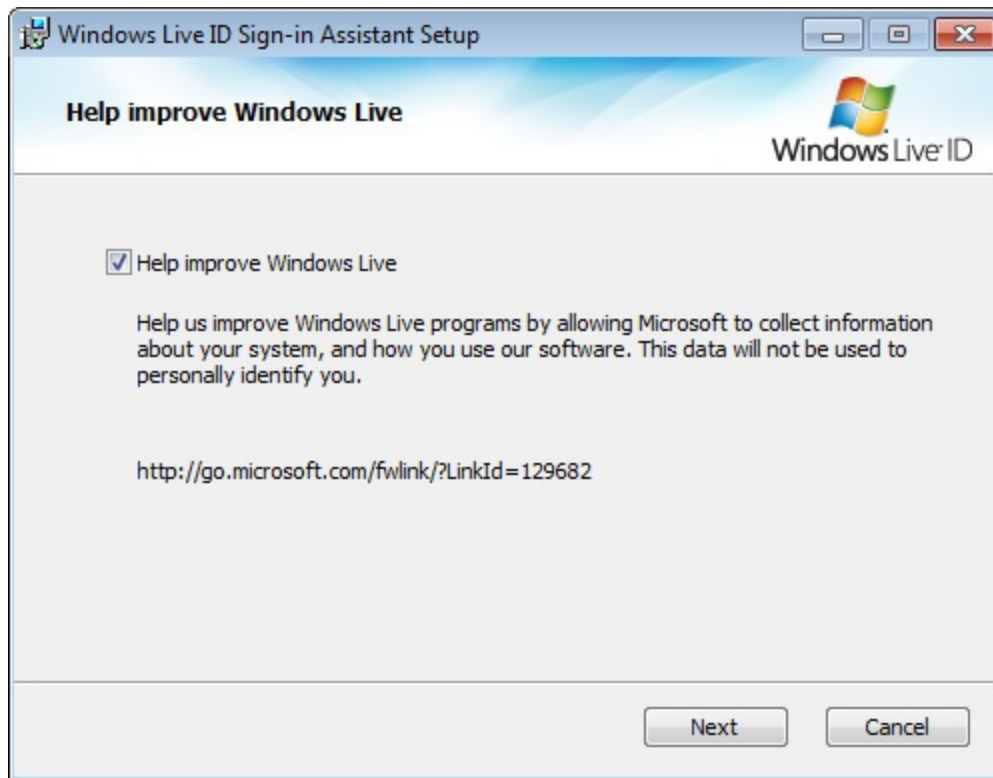 Windows Live ID Sign-in Assistant Setup
Help improve Windows Live
Windows Live ID
Help improve Windows Live
Help us improve Windows Live programs by allowing Microsoft to collect information
about your system, and how you use our software. This data will not be used to
personally identify you.
http://go.microsoft.com/fwlink/?LinkId=129682
Next Cancel